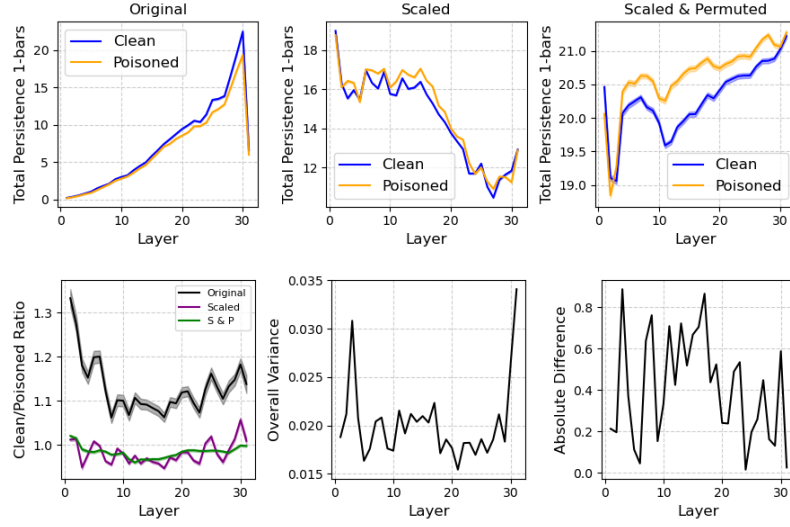 Original
Total Persistence 1-bars
20
15
10
5
0
Clean
Poisoned
0 10 20 30
Layer
Scaled
Total Persistence 1-bars
18
16
14
12
Clean
Poisoned
0 10 20 30
Layer
Scaled & Permuted
Total Persistence 1-bars
21.0
20.5
20.0
19.5
19.0
Clean
Poisoned
0 10 20 30
Layer
Clean/Poisoned Ratio
1.3
1.2
1.1
1.0
Original
Scaled
S & P
0 10 20 30
Layer
Overall Variance
0.035
0.030
0.025
0.020
0.015
0 10 20 30
Layer
Absolute Difference
0.8
0.6
0.4
0.2
0.0
0 10 20 30
Layer